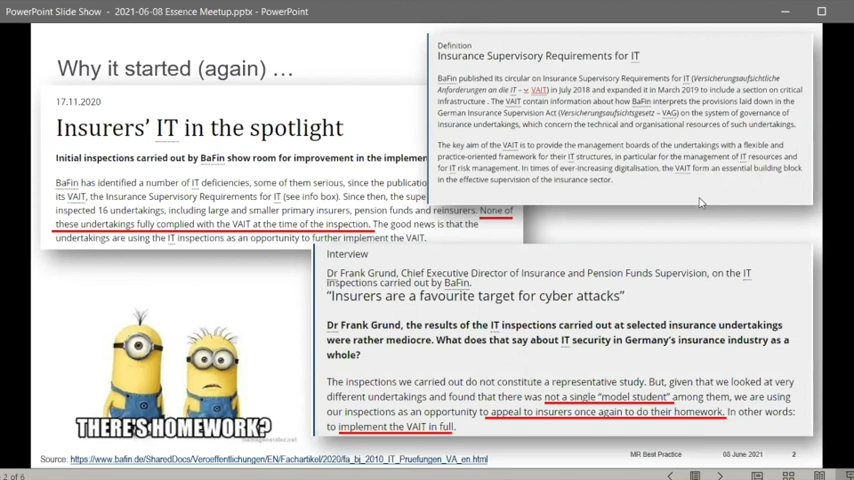 PowerPoint Slide Show - 2021-06-08 Essence Meetup.pptx - PowerPoint
Why it started (again) …
17.11.2020
Insurers' IT in the spotlight
Initial inspections carried out by BaFin show room for improvement in the implemen
BaFin has identified a number of IT deficiencies, some of them serious, since the publicatio
its VAIT, the Insurance Supervisory Requirements for IT (see info box). Since then, the supe
inspected 16 undertakings, including large and smaller primary insurers, pension funds and reinsurers. None of
these undertakings fully complied with the VAIT at the time of the inspection. The good news is that the
undertakings are using the IT inspections as an opportunity to further implement the VAIT.
Definition
Insurance Supervisory Requirements for IT
BaFin published its circular on Insurance Supervisory Requirements for IT (Versicherungsaufsichtliche
Anforderungen an die IT – VAIT) in July 2018 and expanded it in March 2019 to include a section on critical
infrastructure . The VAIT contain information about how BaFin interprets the provisions laid down in the
German Insurance Supervision Act (Versicherungsaufsichtsgesetz – VAG) on the system of governance of
insurance undertakings, which concern the technical and organisational resources of such undertakings.
The key aim of the VAIT is to provide the management boards of the undertakings with a flexible and
practice-oriented framework for their IT structures, in particular for the management of IT resources and
for IT risk management. In times of ever-increasing digitalisation, the VAIT form an essential building block
in the effective supervision of the insurance sector.
Interview
Dr Frank Grund, Chief Executive Director of Insurance and Pension Funds Supervision, on the IT
inspections carried out by BaFin.
"Insurers are a favourite target for cyber attacks"
Dr Frank Grund, the results of the IT inspections carried out at selected insurance undertakings
were rather mediocre. What does that say about IT security in Germany's insurance industry as a
whole?
The inspections we carried out do not constitute a representative study. But, given that we looked at very
different undertakings and found that there was not a single "model student" among them, we are using
our inspections as an opportunity to appeal to insurers once again to do their homework. In other words:
to implement the VAIT in full.
THERE'S HOMEWORK?
Source: https://www.bafin.de/SharedDocs/Veroeffentlichungen/EN/Fachartikel/2020/fa_bj_2010_IT_Pruefungen_VA_en.html
MR Best Practice
08 June 2021
2
2 of 6